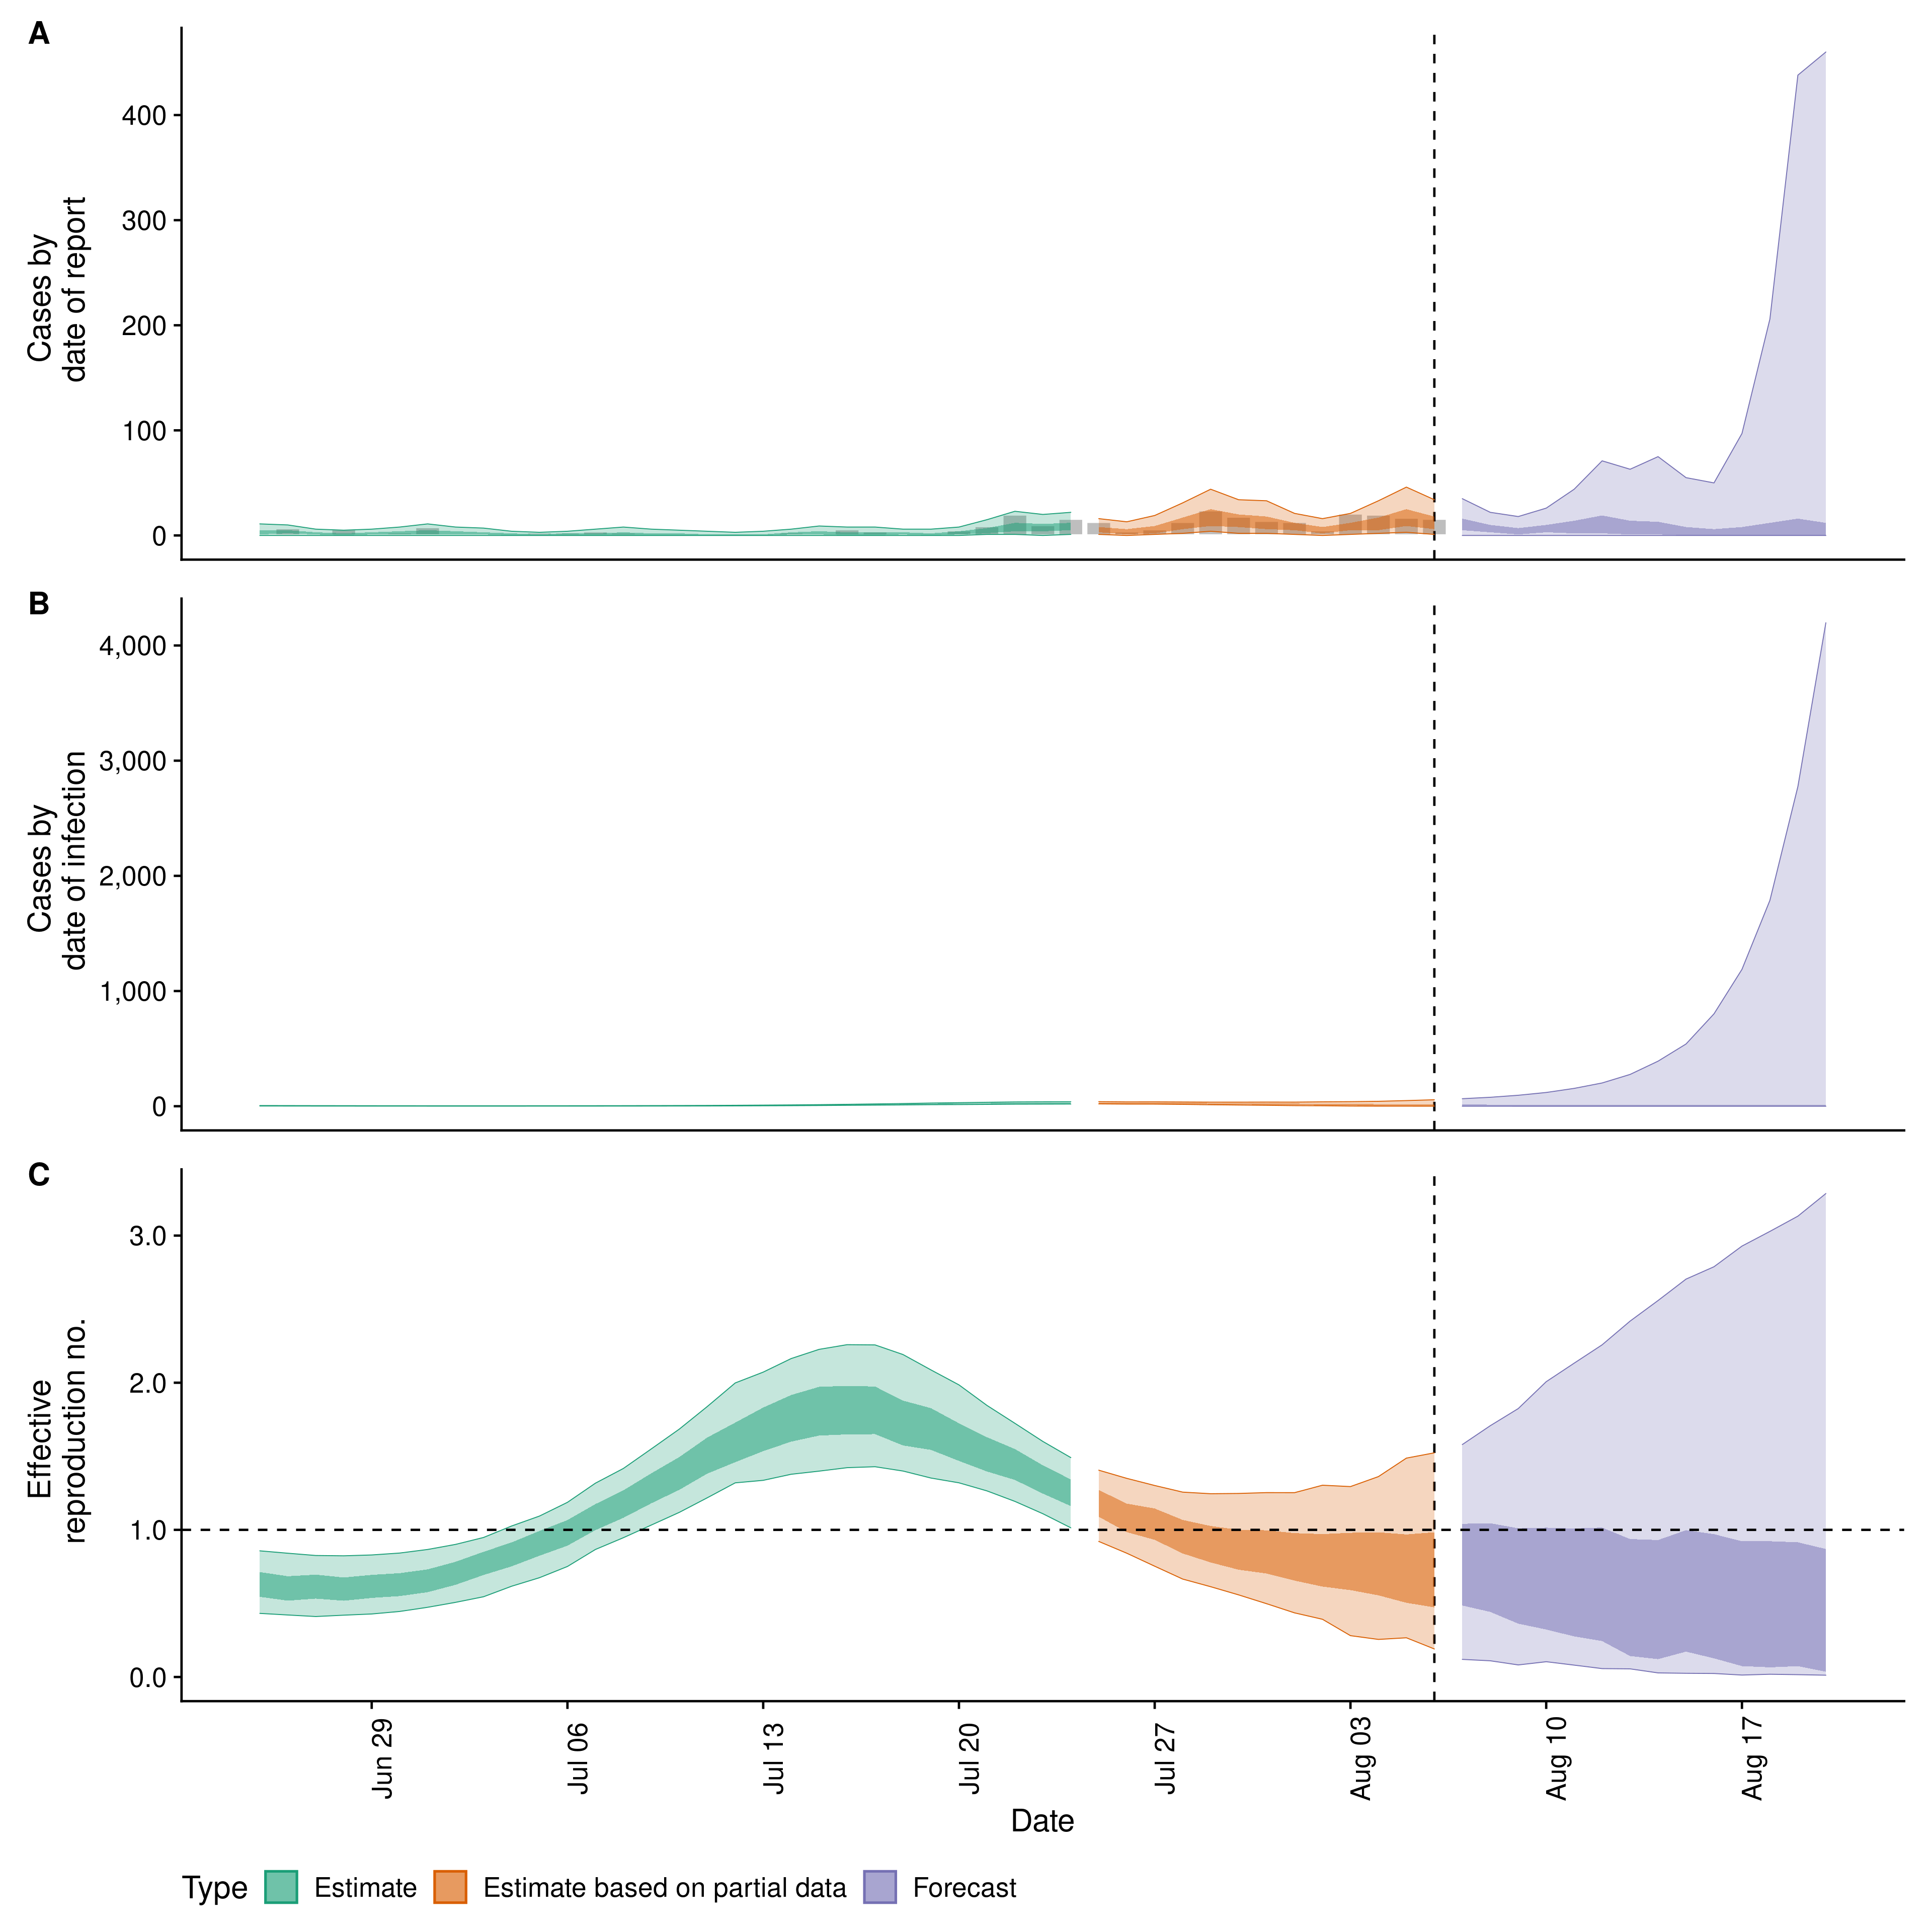 A
Cases by
date of report
400
300
200
100
0
B
Cases by
date of infection
4,000
3,000
2,000
1,000
0
C
Effective
reproduction no.
3.0
2.0
1.0
0.0
Jun 29
Jul 06
Jul 13
Jul 20
Jul 27
Aug 03
Aug 10
Aug 17
Date
Type Estimate Estimate based on partial data Forecast